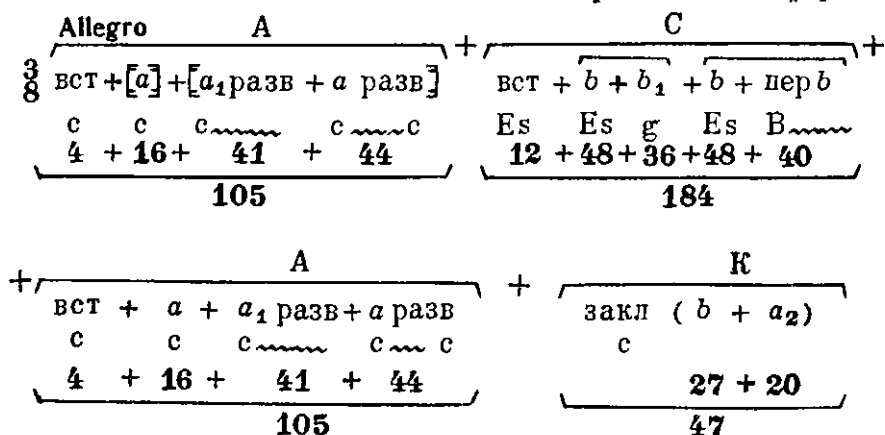 Allegro A + C +
3/8 вст + [a] + [a₁ разв + a разв] вст + b + b₁ + b + пер b
c c c c c Es Es g Es B
4 + 16 + 41 + 44 12 + 48 + 36 + 48 + 40
105 184
+ A + К
вст + a + a₁ разв + a разв закл ( b + a₂ )
c c c c c c
4 + 16 + 41 + 44 27 + 20
105 47